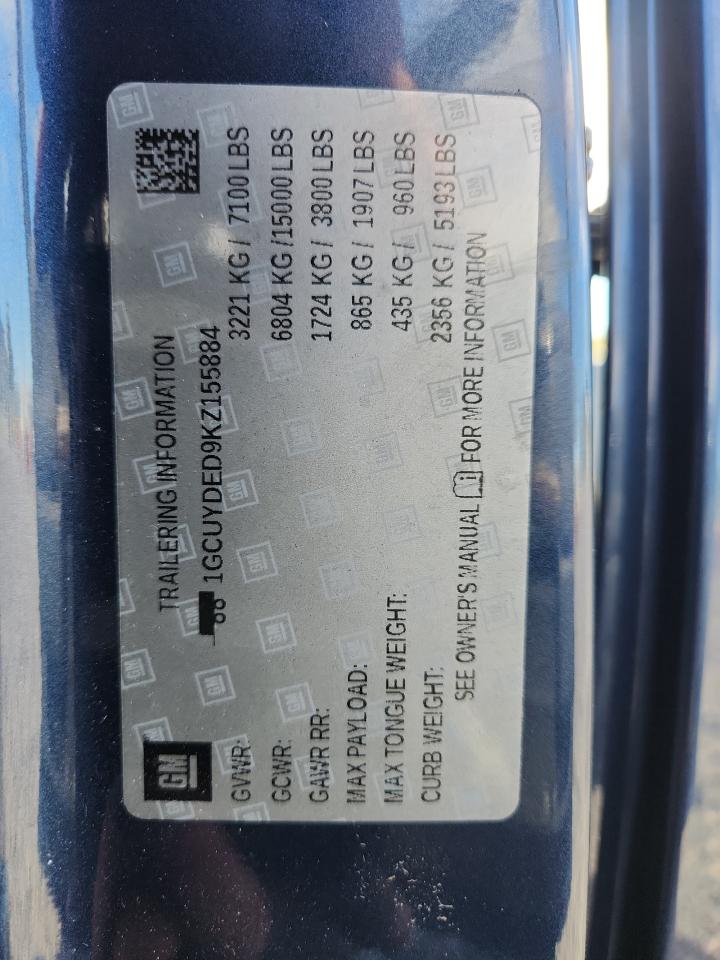 GM
TRAILERING INFORMATION
1GCUYDED9KZ155884
GVWR: 3221 KG / 7100 LBS
GCWR: 6804 KG /15000 LBS
GAWR RR: 1724 KG / 3800 LBS
MAX PAYLOAD: 865 KG / 1907 LBS
MAX TONGUE WEIGHT: 435 KG / 960 LBS
CURB WEIGHT: 2356 KG / 5193 LBS
SEE OWNER'S MANUAL FOR MORE INFORMATION